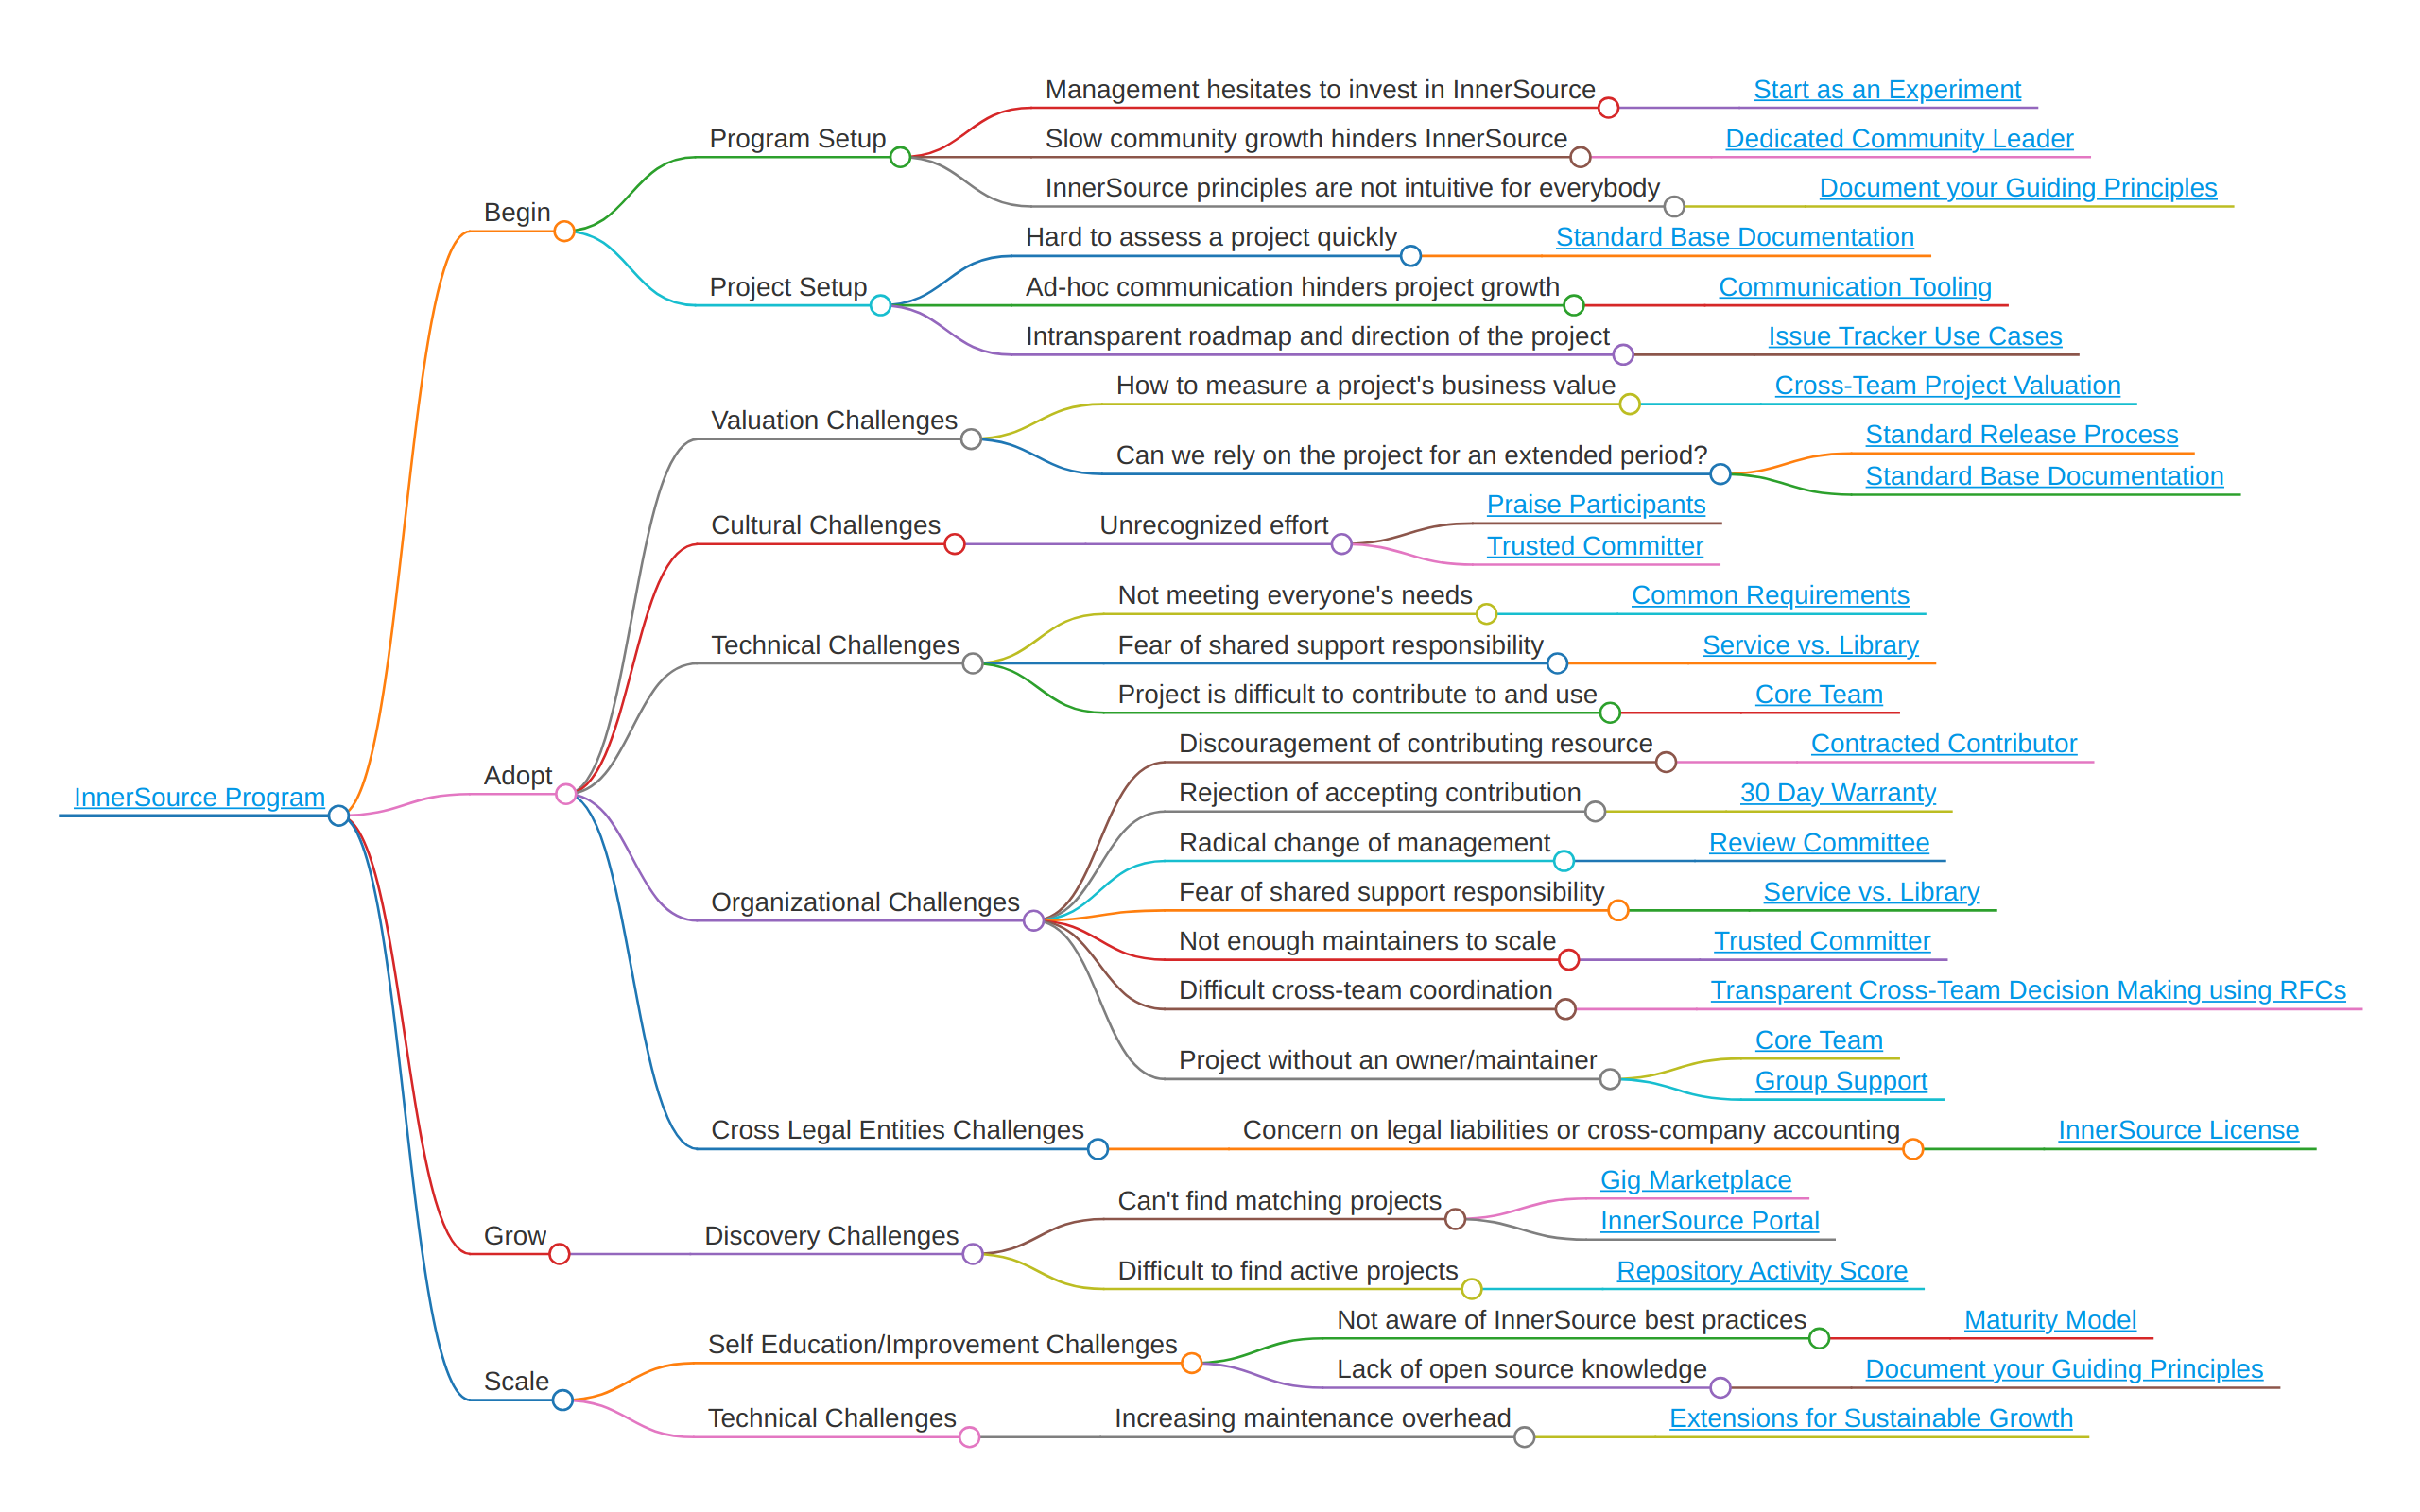 InnerSource Program
Begin
Program Setup
Management hesitates to invest in InnerSource
Start as an Experiment
Slow community growth hinders InnerSource
Dedicated Community Leader
InnerSource principles are not intuitive for everybody
Document your Guiding Principles
Project Setup
Hard to assess a project quickly
Standard Base Documentation
Ad-hoc communication hinders project growth
Communication Tooling
Intransparent roadmap and direction of the project
Issue Tracker Use Cases
Adopt
Valuation Challenges
How to measure a project's business value
Cross-Team Project Valuation
Can we rely on the project for an extended period?
Standard Release Process
Standard Base Documentation
Cultural Challenges
Unrecognized effort
Praise Participants
Trusted Committer
Technical Challenges
Not meeting everyone's needs
Common Requirements
Fear of shared support responsibility
Service vs. Library
Project is difficult to contribute to and use
Core Team
Organizational Challenges
Discouragement of contributing resource
Contracted Contributor
Rejection of accepting contribution
30 Day Warranty
Radical change of management
Review Committee
Fear of shared support responsibility
Service vs. Library
Not enough maintainers to scale
Trusted Committer
Difficult cross-team coordination
Transparent Cross-Team Decision Making using RFCs
Project without an owner/maintainer
Core Team
Group Support
Cross Legal Entities Challenges
Concern on legal liabilities or cross-company accounting
InnerSource License
Grow
Discovery Challenges
Can't find matching projects
Gig Marketplace
InnerSource Portal
Difficult to find active projects
Repository Activity Score
Scale
Self Education/Improvement Challenges
Not aware of InnerSource best practices
Maturity Model
Lack of open source knowledge
Document your Guiding Principles
Technical Challenges
Increasing maintenance overhead
Extensions for Sustainable Growth